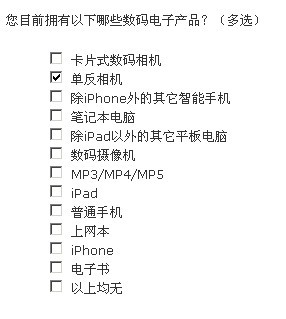 您目前拥有以下哪些数码电子产品？（多选）
卡片式数码相机
单反相机
除iPhone外的其它智能手机
笔记本电脑
除iPad以外的其它平板电脑
数码摄像机
MP3/MP4/MP5
iPad
普通手机
上网本
iPhone
电子书
以上均无